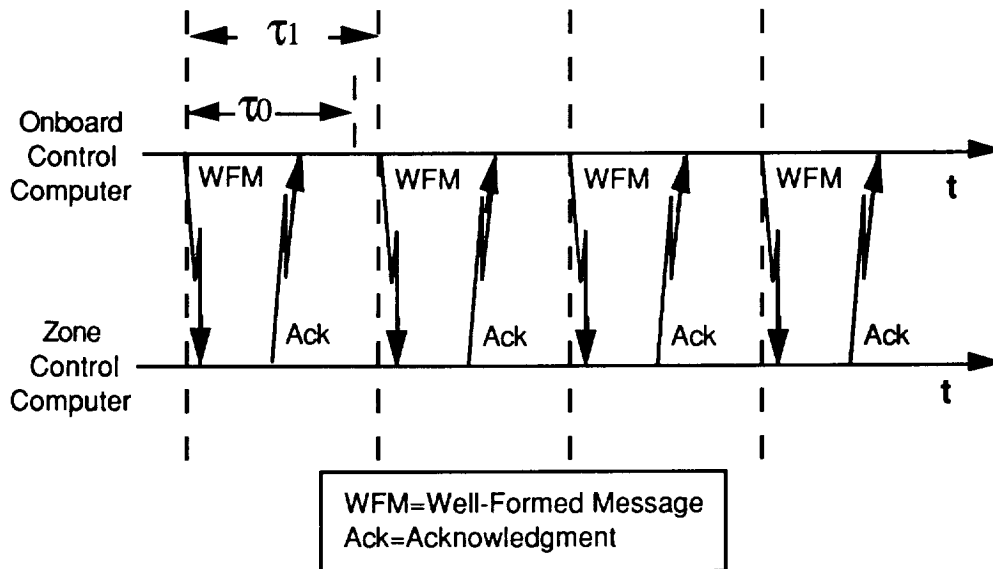 τ1
τ0
Onboard
Control
Computer
WFM
WFM
WFM
WFM
t
Zone
Control
Computer
Ack
Ack
Ack
Ack
t
WFM=Well-Formed Message
Ack=Acknowledgment